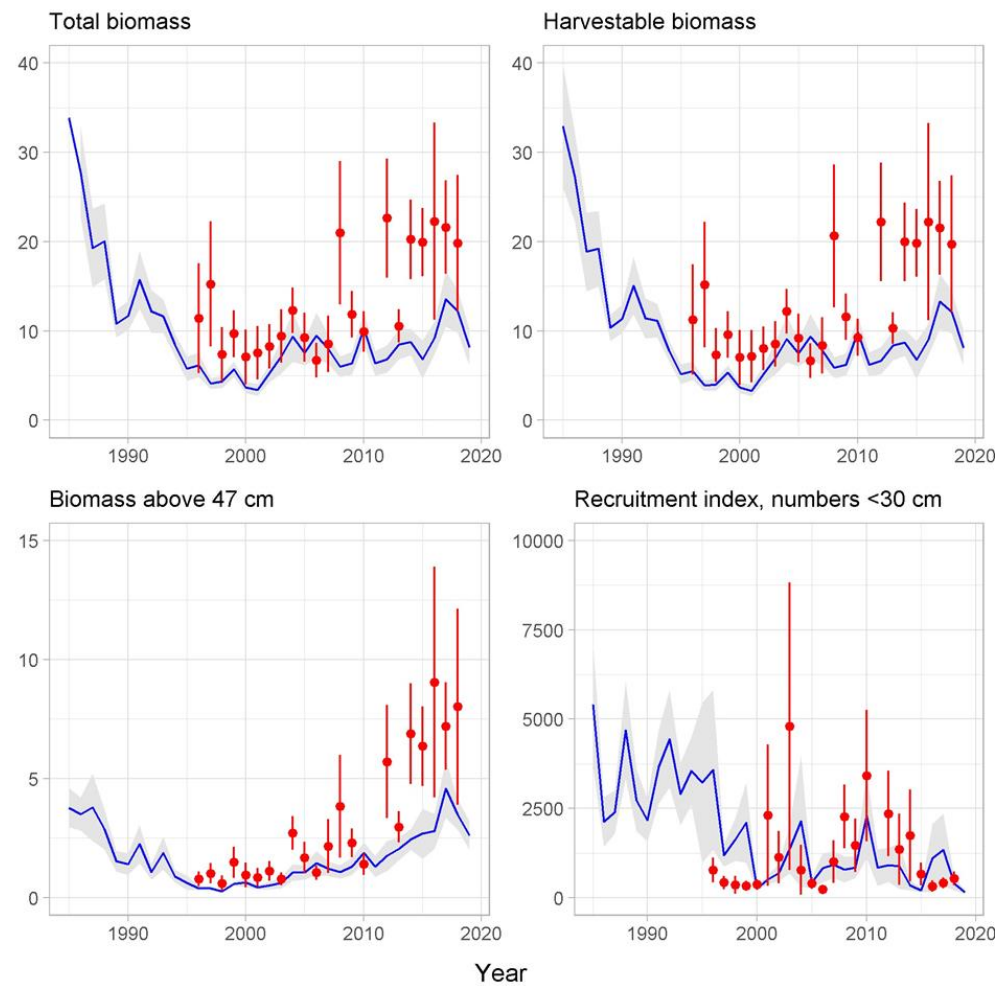 Total biomass
Harvestable biomass
40
30
20
10
0
40
30
20
10
0
1990 2000 2010 2020
1990 2000 2010 2020
Biomass above 47 cm
Recruitment index, numbers <30 cm
15
10
5
0
10000
7500
5000
2500
0
1990 2000 2010 2020
1990 2000 2010 2020
Year